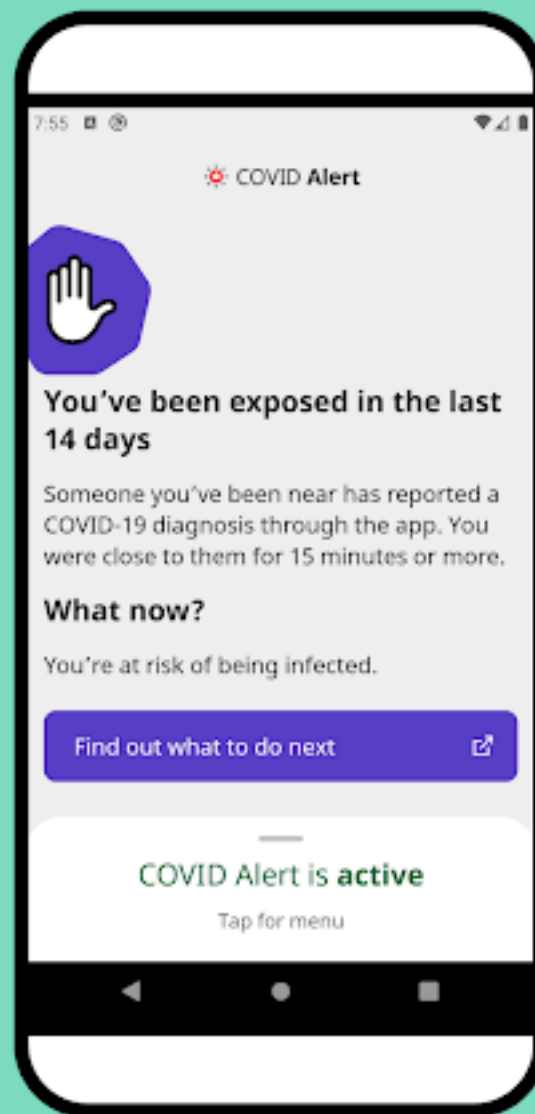 7:55
COVID Alert
You've been exposed in the last
14 days
Someone you've been near has reported a
COVID-19 diagnosis through the app. You
were close to them for 15 minutes or more.
What now?
You're at risk of being infected.
Find out what to do next
COVID Alert is active
Tap for menu